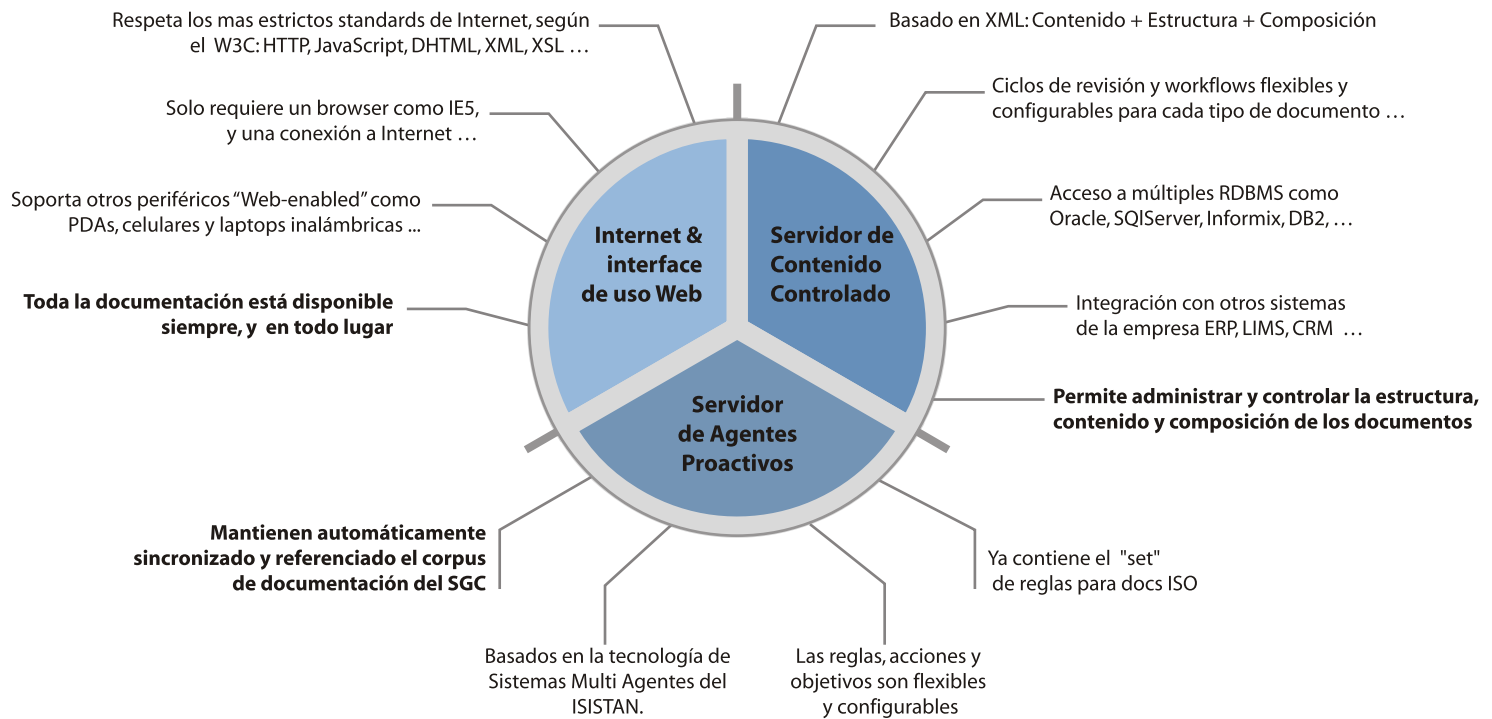 Respeta los mas estrictos standards de Internet, según
el W3C: HTTP, JavaScript, DHTML, XML, XSL …
Solo requiere un browser como IE5,
y una conexión a Internet …
Soporta otros periféricos “Web-enabled” como
PDAs, celulares y laptops inalámbricas ...
Toda la documentación está disponible
siempre, y en todo lugar
Internet &
interface
de uso Web
Servidor de
Contenido
Controlado
Basado en XML: Contenido + Estructura + Composición
Ciclos de revisión y workflows flexibles y
configurables para cada tipo de documento …
Acceso a múltiples RDBMS como
Oracle, SQlServer, Informix, DB2, …
Integración con otros sistemas
de la empresa ERP, LIMS, CRM …
Permite administrar y controlar la estructura,
contenido y composición de los documentos
Servidor
de Agentes
Proactivos
Mantienen automáticamente
sincronizado y referenciado el corpus
de documentación del SGC
Basados en la tecnología de
Sistemas Multi Agentes del
ISISTAN.
Las reglas, acciones y
objetivos son flexibles
y configurables
Ya contiene el "set"
de reglas para docs ISO